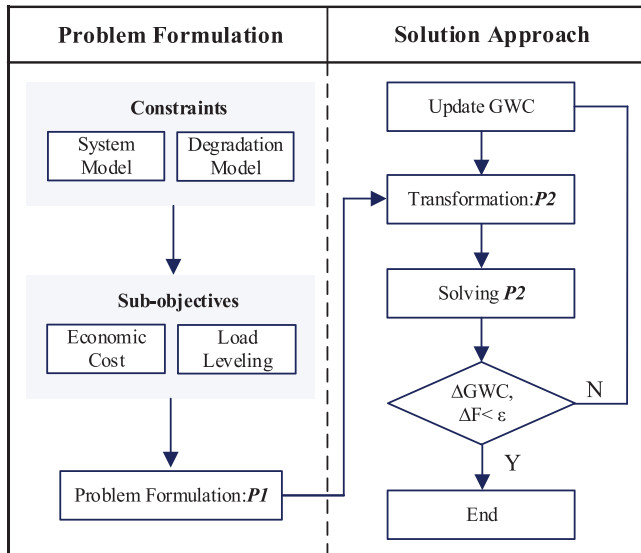 Problem Formulation
Constraints
System
Model
Degradation
Model
Sub-objectives
Economic
Cost
Load
Leveling
Problem Formulation:P1
Solution Approach
Update GWC
Transformation:P2
Solving P2
ΔGWC,
ΔF< ε
N
Y
End